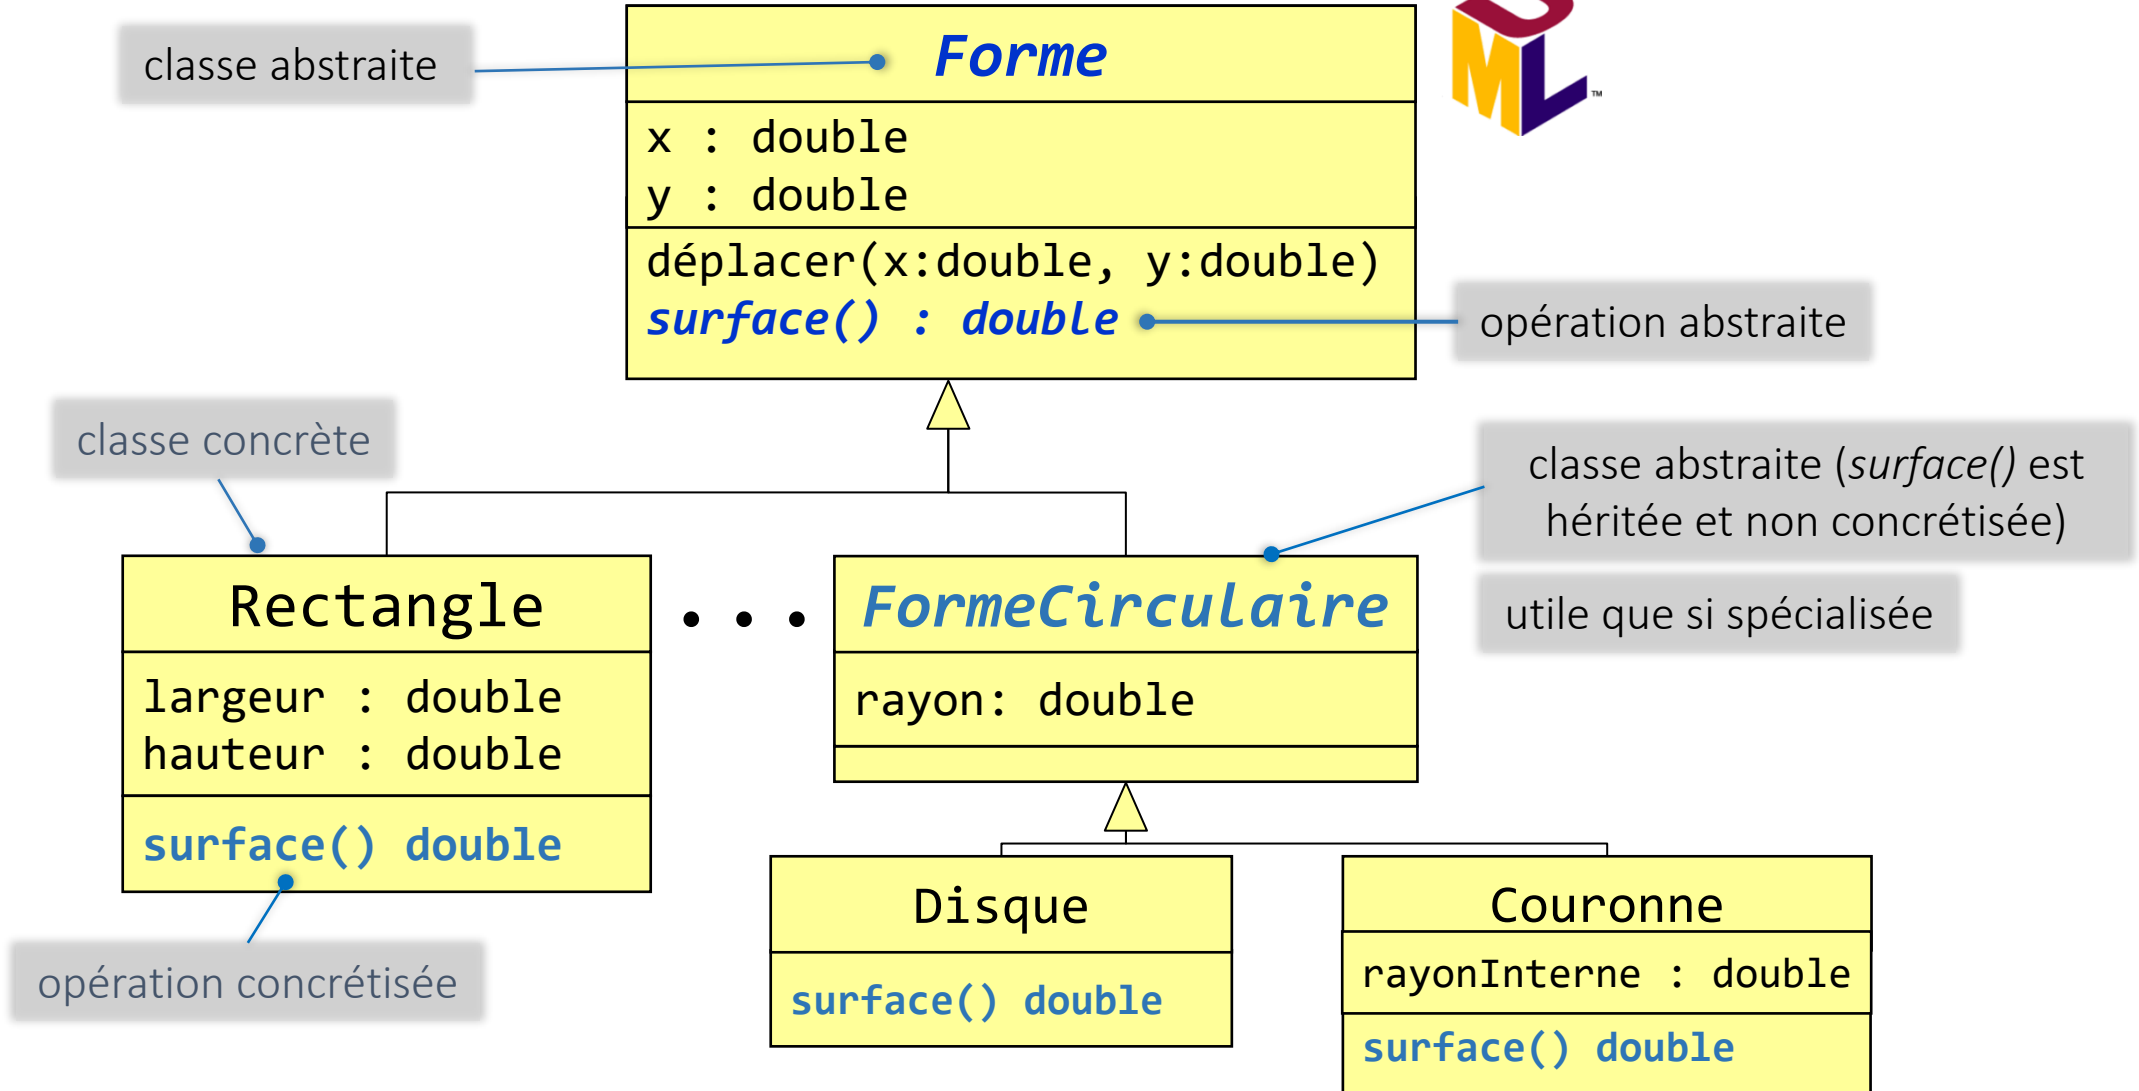 classe abstraite
Forme
UML™
x : double
y : double
déplacer(x:double, y:double)
surface() : double
opération abstraite
classe concrète
classe abstraite (surface() est
héritée et non concrétisée)
utile que si spécialisée
Rectangle
...
FormeCirculaire
largeur : double
hauteur : double
rayon: double
surface() double
opération concrétisée
Disque
surface() double
Couronne
rayonInterne : double
surface() double